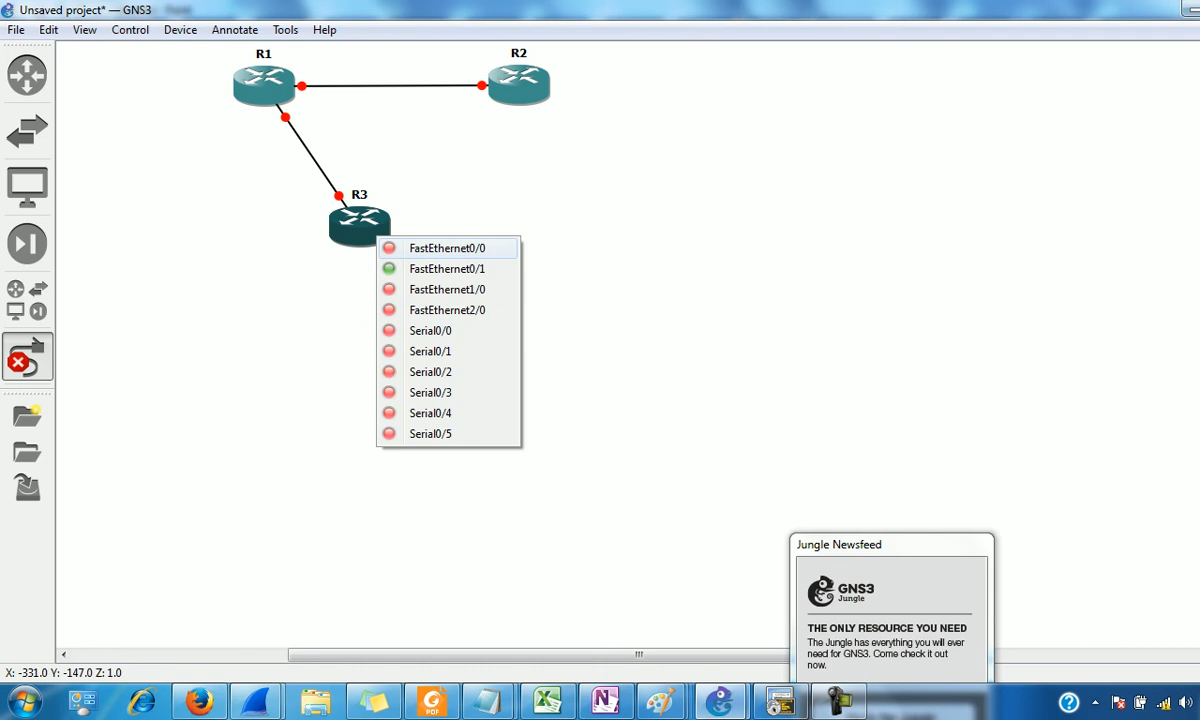 Unsaved project* — GNS3
File Edit View Control Device Annotate Tools Help
R1
R2
R3
FastEthernet0/0
FastEthernet0/1
FastEthernet1/0
FastEthernet2/0
Serial0/0
Serial0/1
Serial0/2
Serial0/3
Serial0/4
Serial0/5
Jungle Newsfeed
GNS3
Jungle
THE ONLY RESOURCE YOU NEED
The Jungle has everything you will ever
need for GNS3. Come check it out
now.
X: -331.0 Y: -147.0 Z: 1.0
PDF